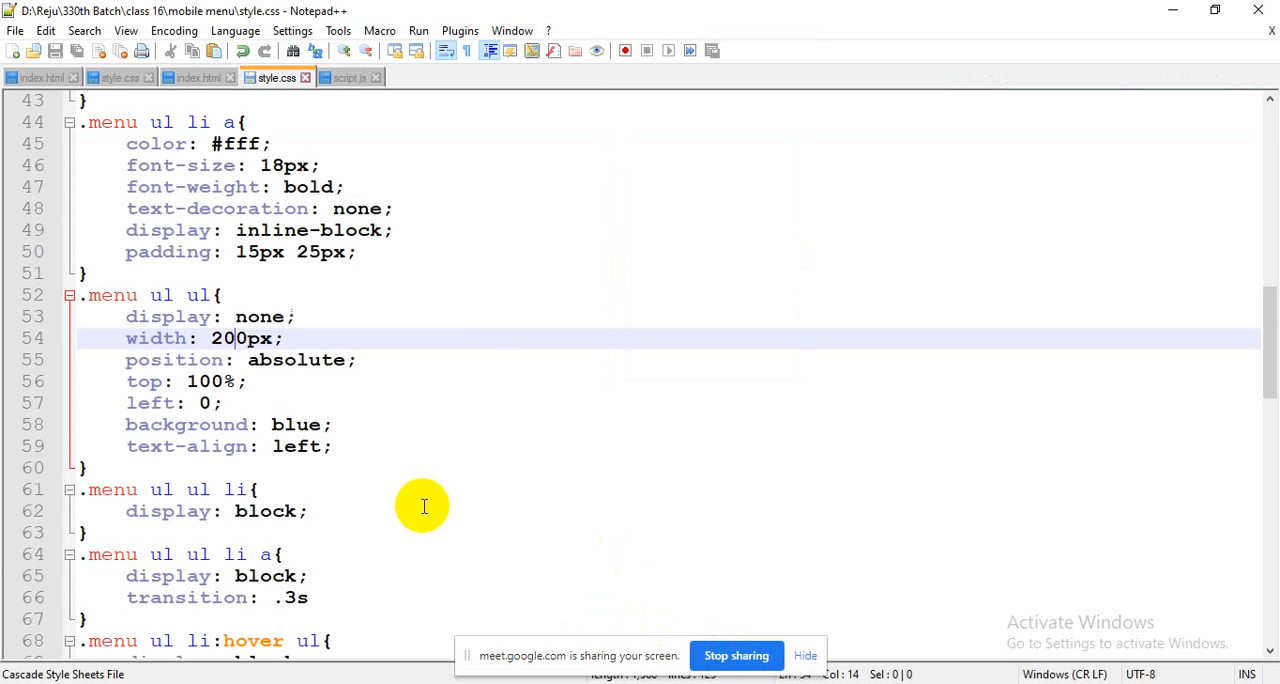 D:\Reju\330th Batch\class 16\mobile menu\style.css - Notepad++
File Edit Search View Encoding Language Settings Tools Macro Run Plugins Window ? X
index.html style.css index.html style.css script.js
43 }
44 .menu ul li a{
45 color: #fff;
46 font-size: 18px;
47 font-weight: bold;
48 text-decoration: none;
49 display: inline-block;
50 padding: 15px 25px;
51 }
52 .menu ul ul{
53 display: none;
54 width: 200px;
55 position: absolute;
56 top: 100%;
57 left: 0;
58 background: blue;
59 text-align: left;
60 }
61 .menu ul ul li{
62 display: block;
63 }
64 .menu ul ul li a{
65 display: block;
66 transition: .3s
67 }
68 .menu ul li:hover ul{
Activate Windows
Go to Settings to activate Windows.
meet.google.com is sharing your screen. Stop sharing Hide
Cascade Style Sheets File Col : 14 Sel : 0 | 0 Windows (CR LF) UTF-8 INS